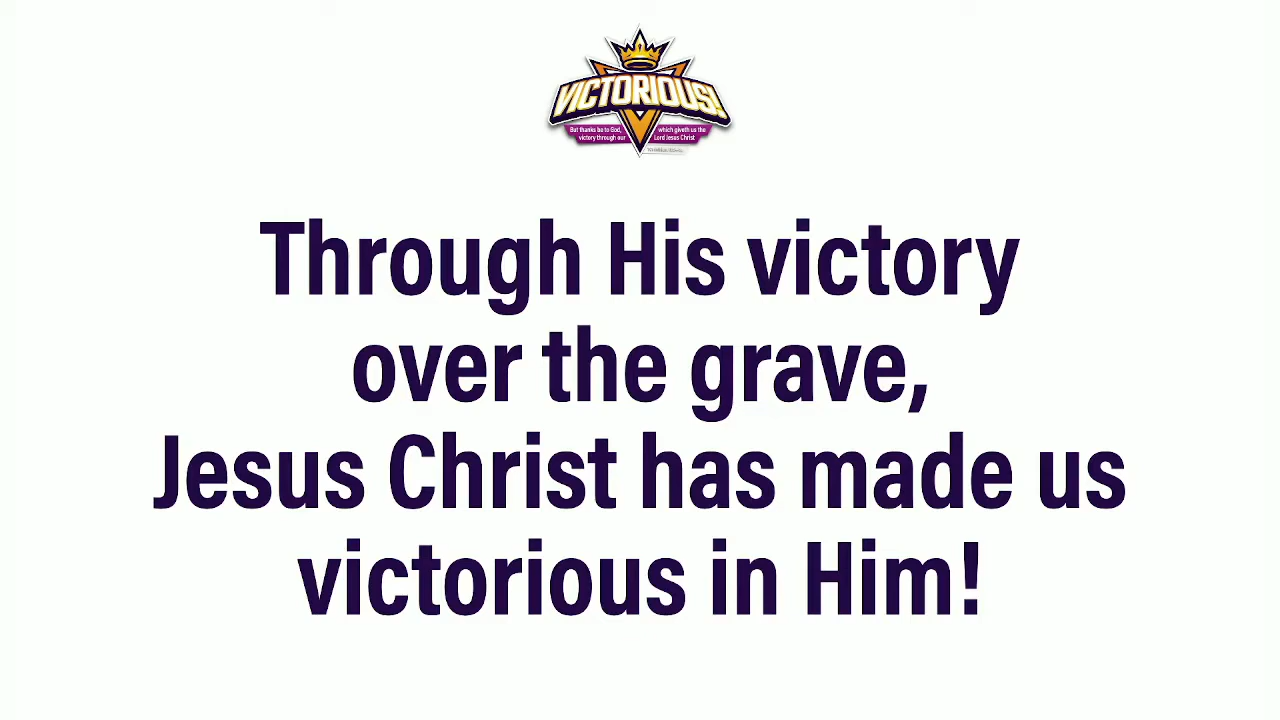 VICTORIOUS!
But thanks be to God, which giveth us the
victory through our Lord Jesus Christ
Through His victory
over the grave,
Jesus Christ has made us
victorious in Him!